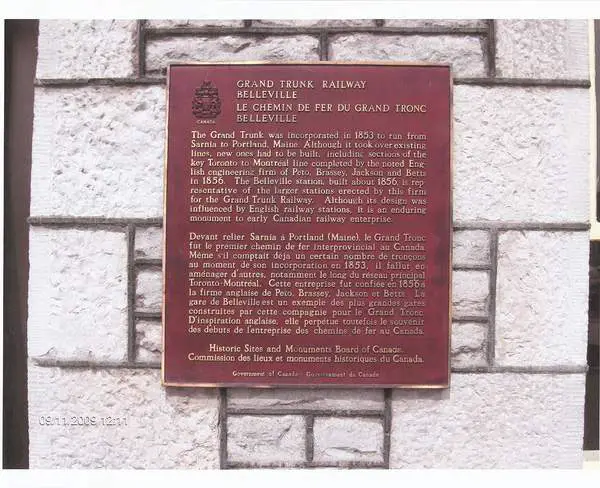 GRAND TRUNK RAILWAY
BELLEVILLE
LE CHEMIN DE FER DU GRAND TRONC
BELLEVILLE
CANADA
The Grand Trunk was incorporated in 1853 to run from
Sarnia to Portland, Maine. Although it took over existing
lines, new ones had to be built, including sections of the
key Toronto to Montréal line completed by the noted Eng-
lish engineering firm of Peto, Brassey, Jackson and Betts
in 1856. The Belleville station, built about 1856, is rep-
resentative of the larger stations erected by this firm
for the Grand Trunk Railway. Although its design was
influenced by English railway stations, it is an enduring
monument to early Canadian railway enterprise.
Devant relier Sarnia à Portland (Maine), le Grand Tronc
fut le premier chemin de fer interprovincial au Canada.
Même s'il comptait déjà un certain nombre de tronçons
au moment de son incorporation en 1853, il fallut en
aménager d'autres, notamment le long du réseau principal
Toronto-Montréal. Cette entreprise fut confiée en 1856 à
la firme anglaise de Peto, Brassey, Jackson et Betts. La
gare de Belleville est un exemple des plus grandes gares
construites par cette compagnie pour le Grand Tronc.
D'inspiration anglaise, elle perpétue toutefois le souvenir
des débuts de l'entreprise des chemins de fer au Canada.
Historic Sites and Monuments Board of Canada.
Commission des lieux et monuments historiques du Canada.
Government of Canada - Gouvernement du Canada
09/11/2009 12:11